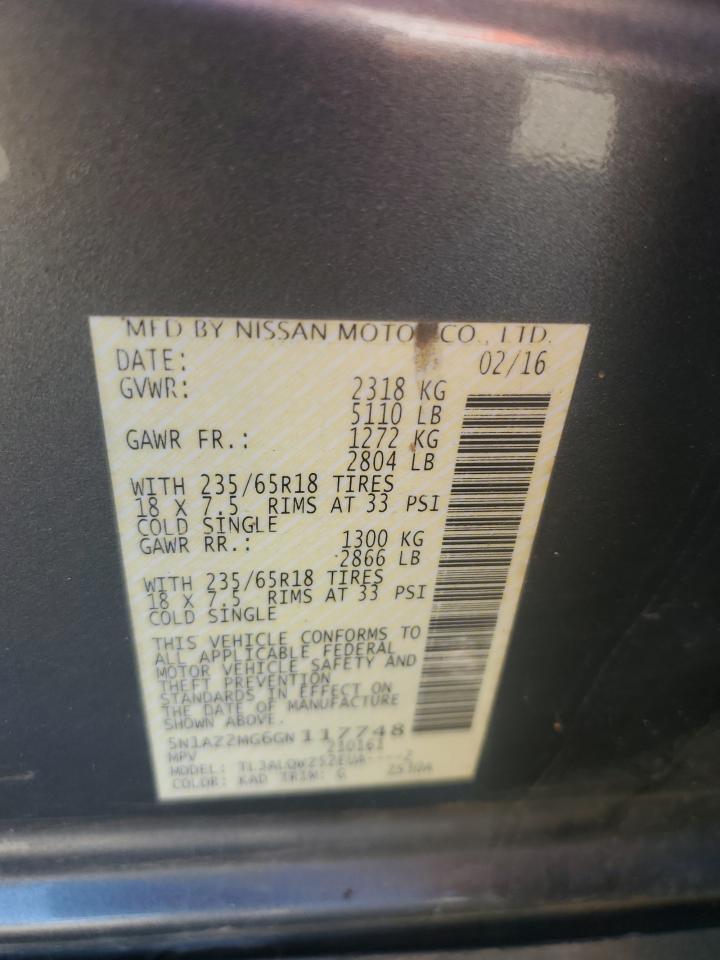 MFD BY NISSAN MOTOR CO., LTD.
DATE: 02/16
GVWR: 2318 KG
5110 LB
GAWR FR.: 1272 KG
2804 LB
WITH 235/65R18 TIRES
18 X 7.5 RIMS AT 33 PSI
COLD SINGLE
GAWR RR.: 1300 KG
2866 LB
WITH 235/65R18 TIRES
18 X 7.5 RIMS AT 33 PSI
COLD SINGLE
THIS VEHICLE CONFORMS TO
ALL APPLICABLE FEDERAL
MOTOR VEHICLE SAFETY AND
THEFT PREVENTION
STANDARDS IN EFFECT ON
THE DATE OF MANUFACTURE
SHOWN ABOVE.
5N1AZ2MG6GN117748
MPV 210161
MODEL:
COLOR: KAD TRIM: G